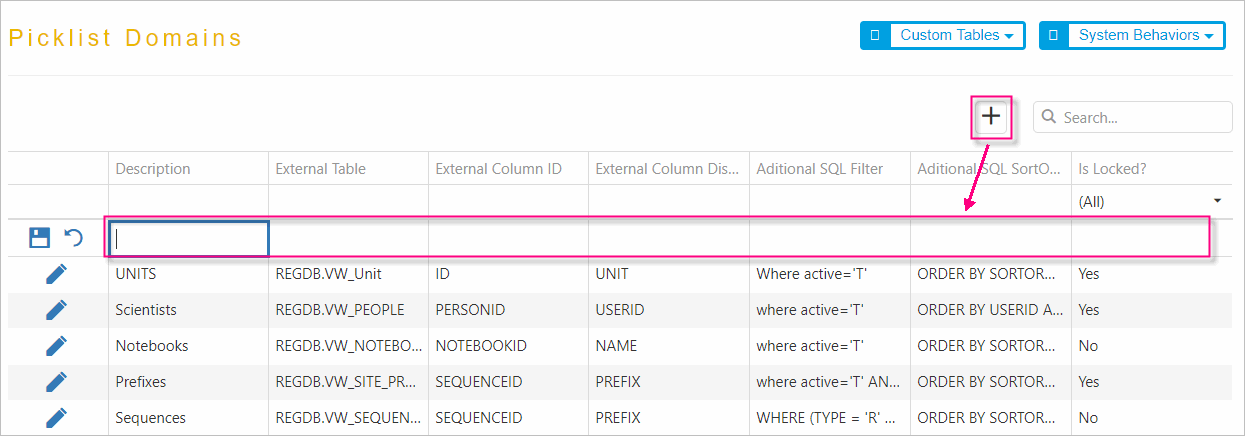 Picklist Domains
Custom Tables
System Behaviors
Search...
Description External Table External Column ID External Column Dis... Aditional SQL Filter Aditional SQL SortO... Is Locked?
(All)
UNITS REGDB.VW_Unit ID UNIT Where active='T' ORDER BY SORTOR... Yes
Scientists REGDB.VW_PEOPLE PERSONID USERID where active='T' ORDER BY USERID A... Yes
Notebooks REGDB.VW_NOTEBO... NOTEBOOKID NAME where active='T' ORDER BY SORTOR... No
Prefixes REGDB.VW_SITE_PR... SEQUENCEID PREFIX where active='T' AN... ORDER BY SORTOR... Yes
Sequences REGDB.VW_SEQUEN... SEQUENCEID PREFIX WHERE (TYPE = 'R' ... ORDER BY SORTOR... No